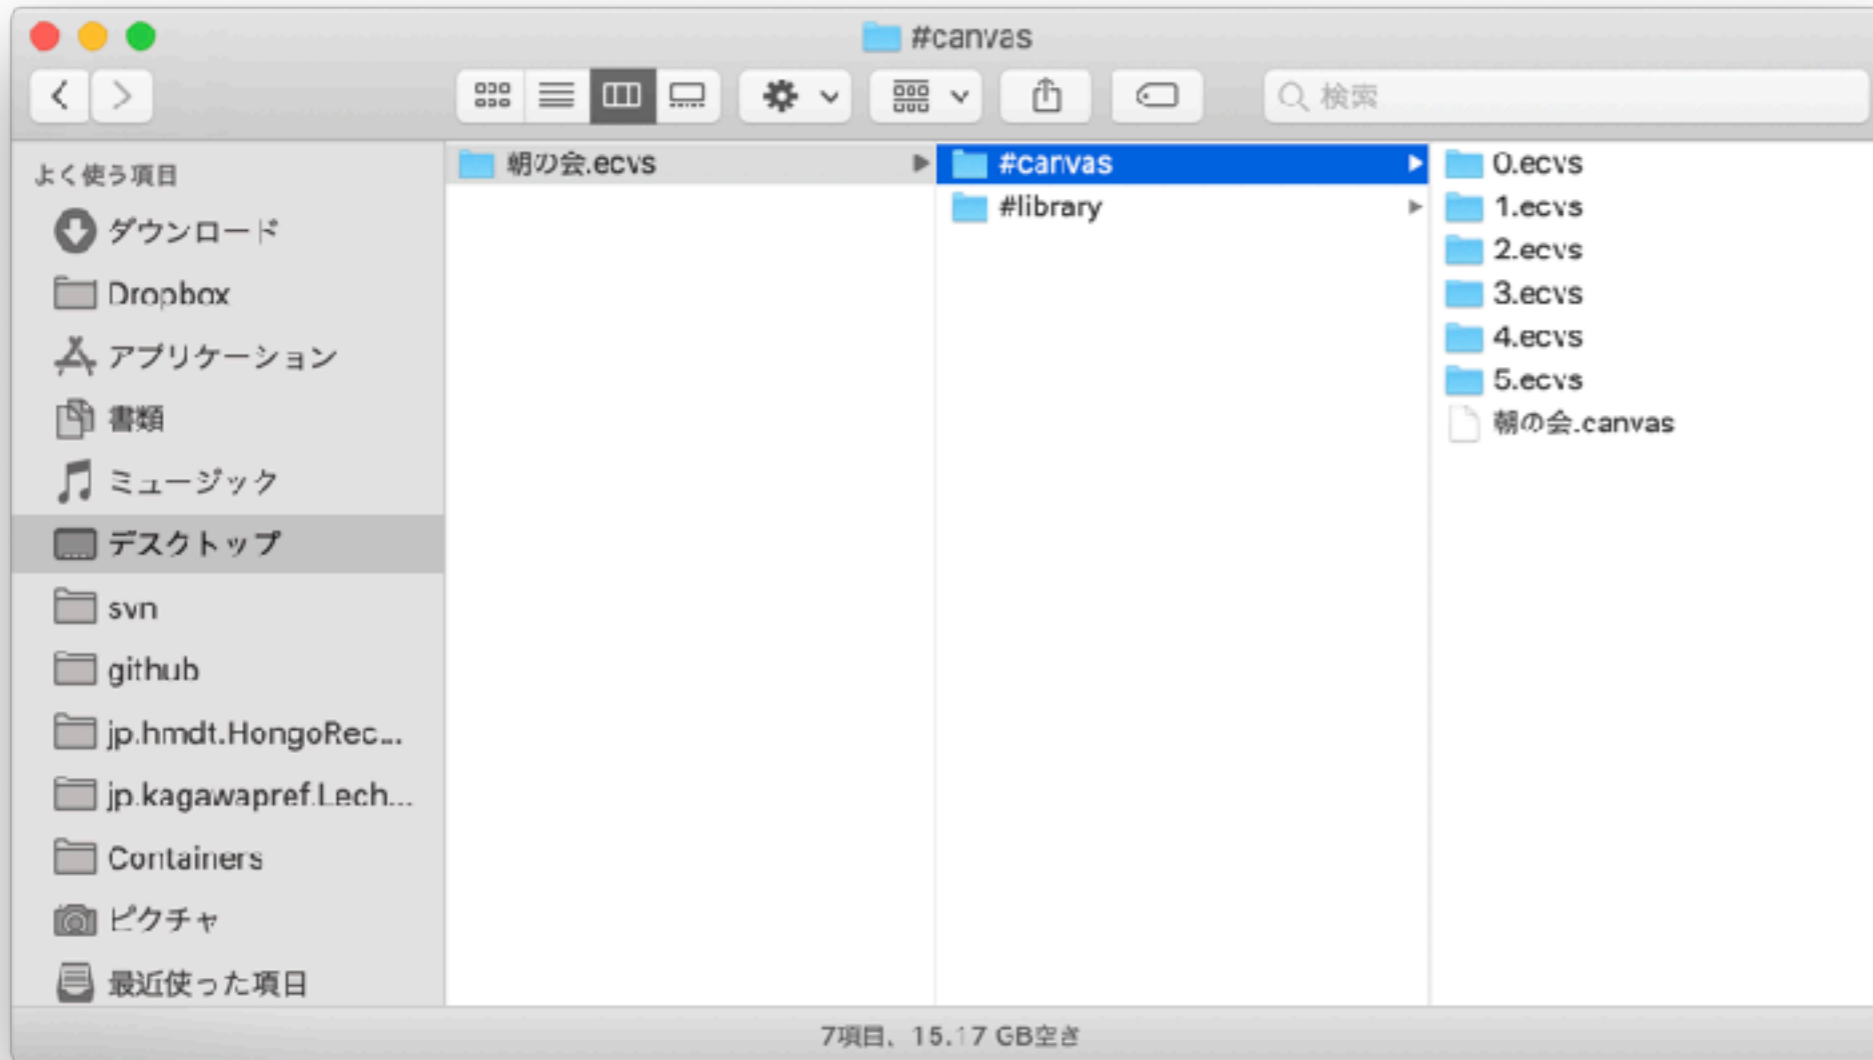 #canvas
検索
よく使う項目
ダウンロード
Dropbox
アプリケーション
書類
ミュージック
デスクトップ
svn
github
jp.hmdt.HongoRec...
jp.kagawapref.Lech...
Containers
ピクチャ
最近使った項目
朝の会.ecvs
#canvas
#library
0.ecvs
1.ecvs
2.ecvs
3.ecvs
4.ecvs
5.ecvs
朝の会.canvas
7項目、15.17 GB空き